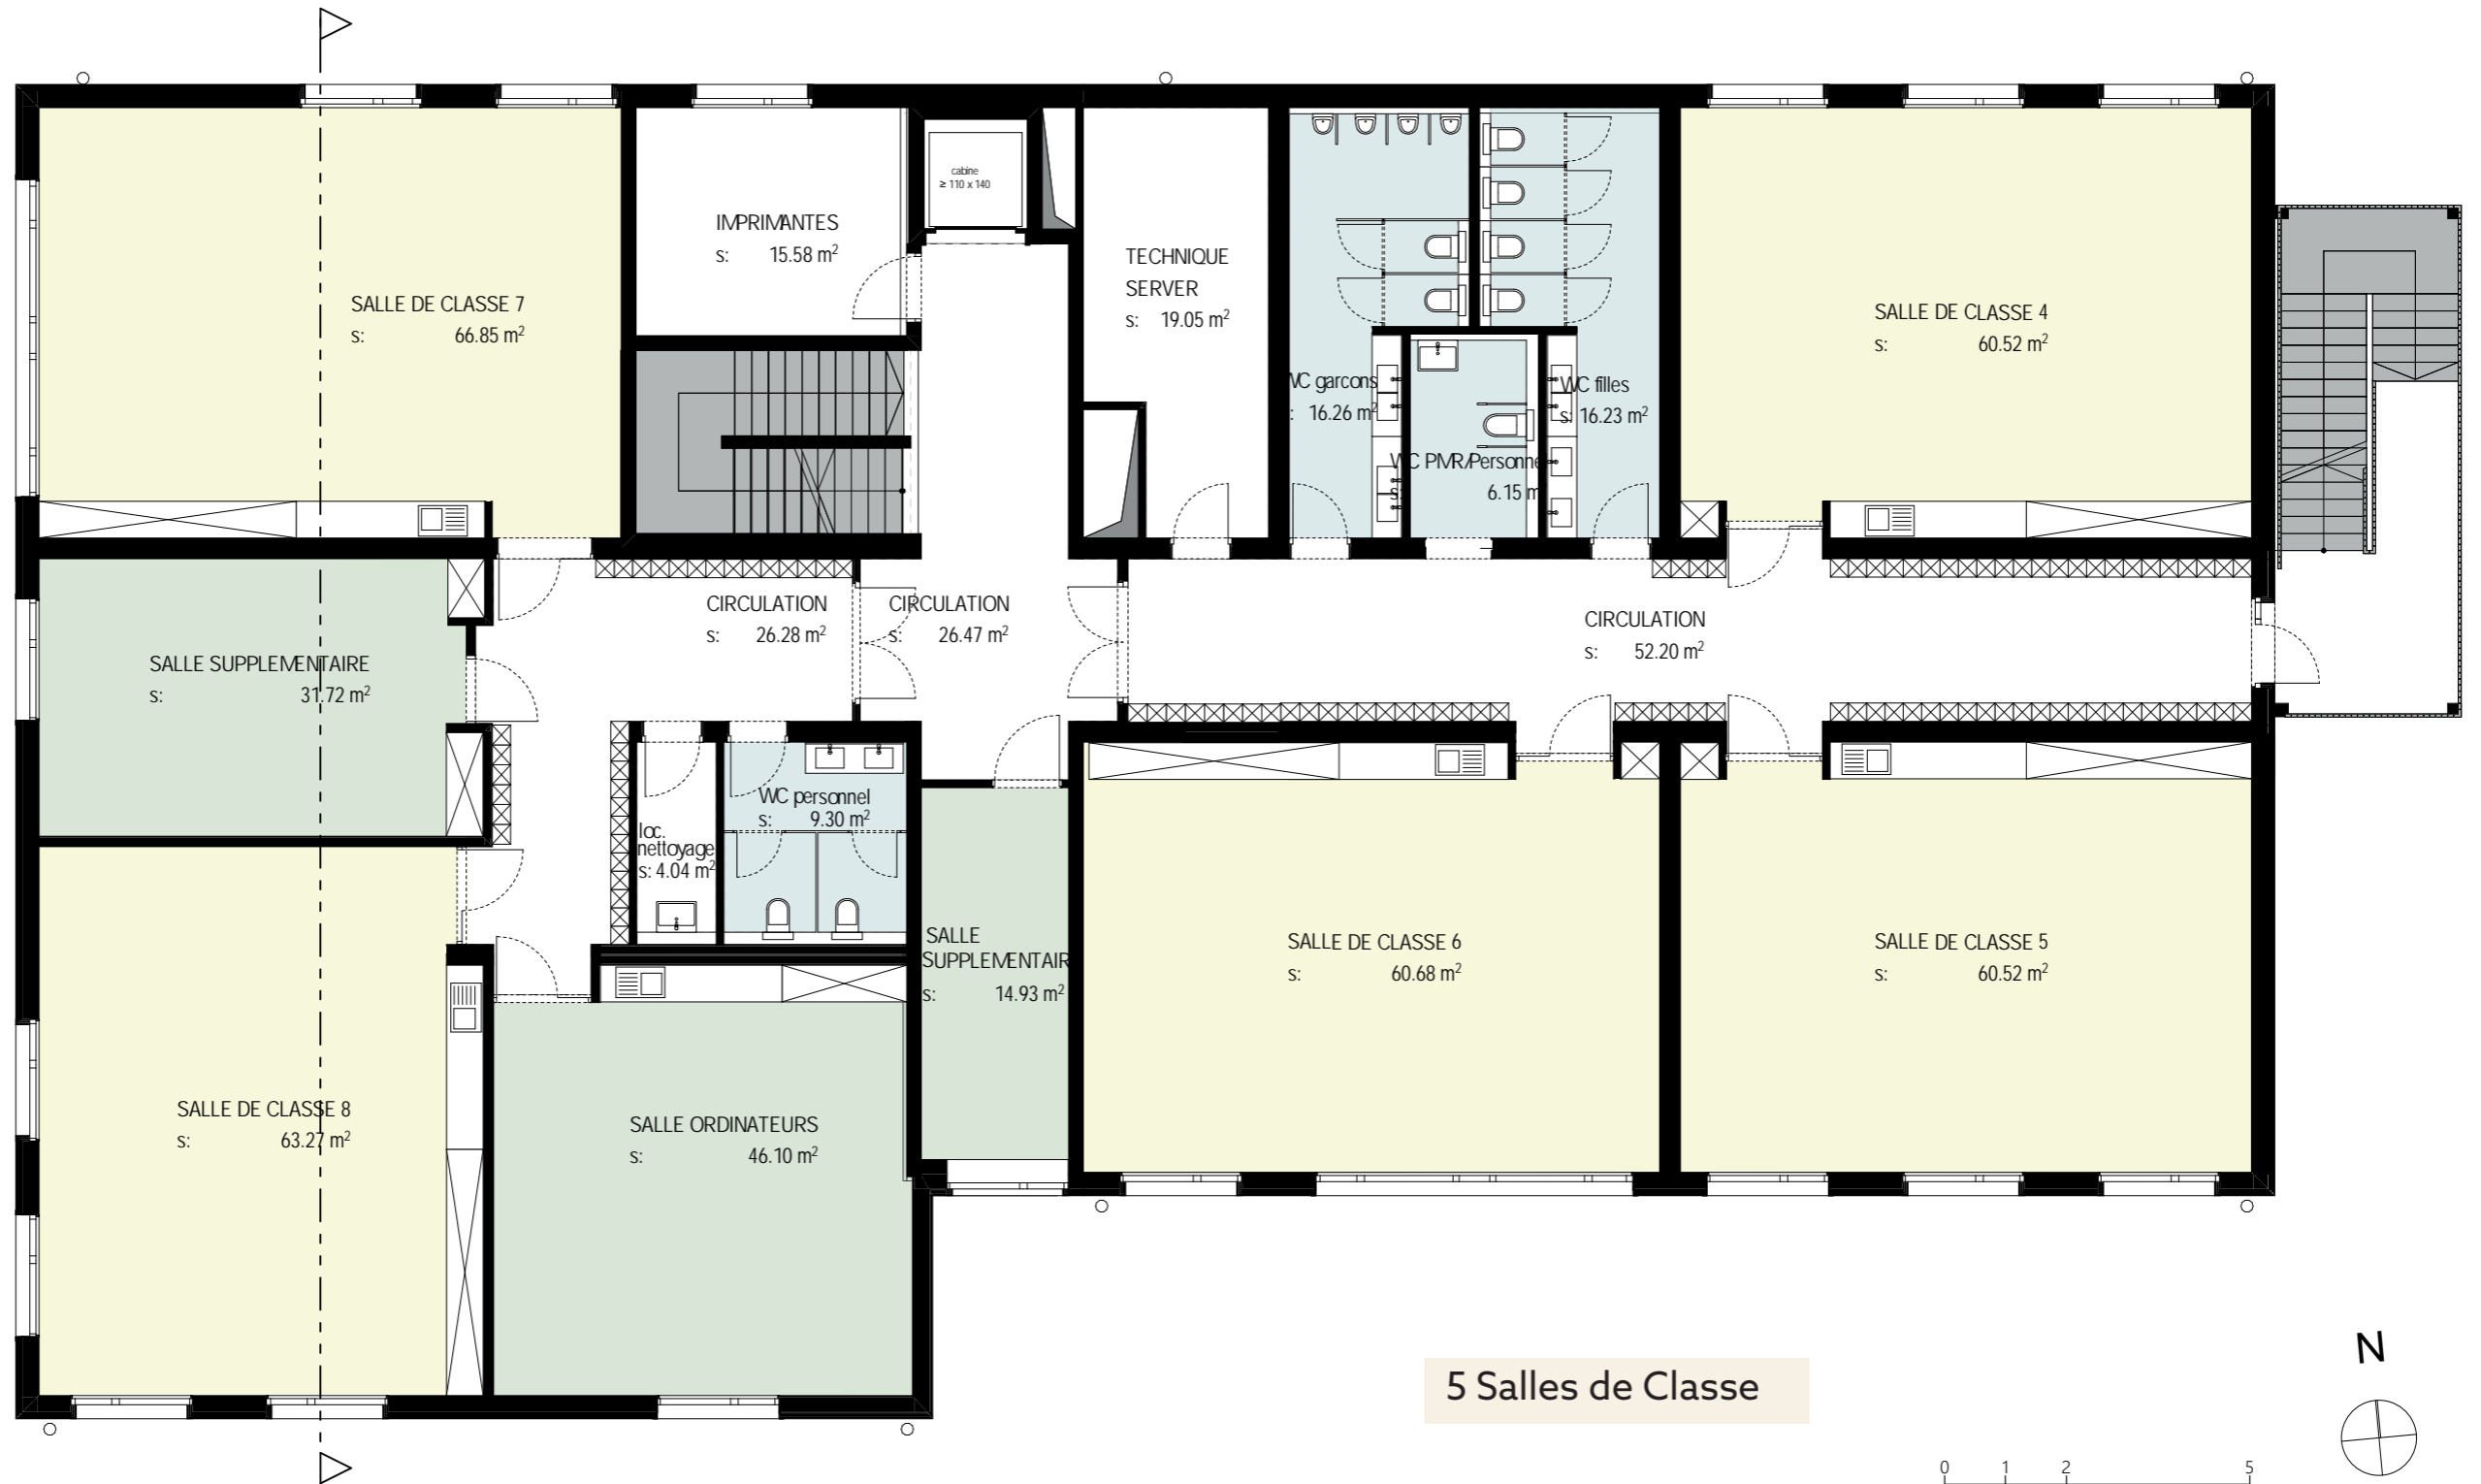 cabine
≥ 110 x 140
IMPRIMANTES
s: 15.58 m²
TECHNIQUE
SERVER
s: 19.05 m²
SALLE DE CLASSE 7
s: 66.85 m²
SALLE DE CLASSE 4
s: 60.52 m²
WC garcons
: 16.26 m²
WC filles
s: 16.23 m²
WC PMR/Personne
s: 6.15 m
CIRCULATION
s: 26.28 m²
CIRCULATION
s: 26.47 m²
CIRCULATION
s: 52.20 m²
SALLE SUPPLEMENTAIRE
s: 31.72 m²
WC personnel
s: 9.30 m²
loc.
nettoyage
s: 4.04 m²
SALLE
SUPPLEMENTAIR
s: 14.93 m²
SALLE DE CLASSE 6
s: 60.68 m²
SALLE DE CLASSE 5
s: 60.52 m²
SALLE DE CLASSE 8
s: 63.27 m²
SALLE ORDINATEURS
s: 46.10 m²
5 Salles de Classe
N
0 1 2 5